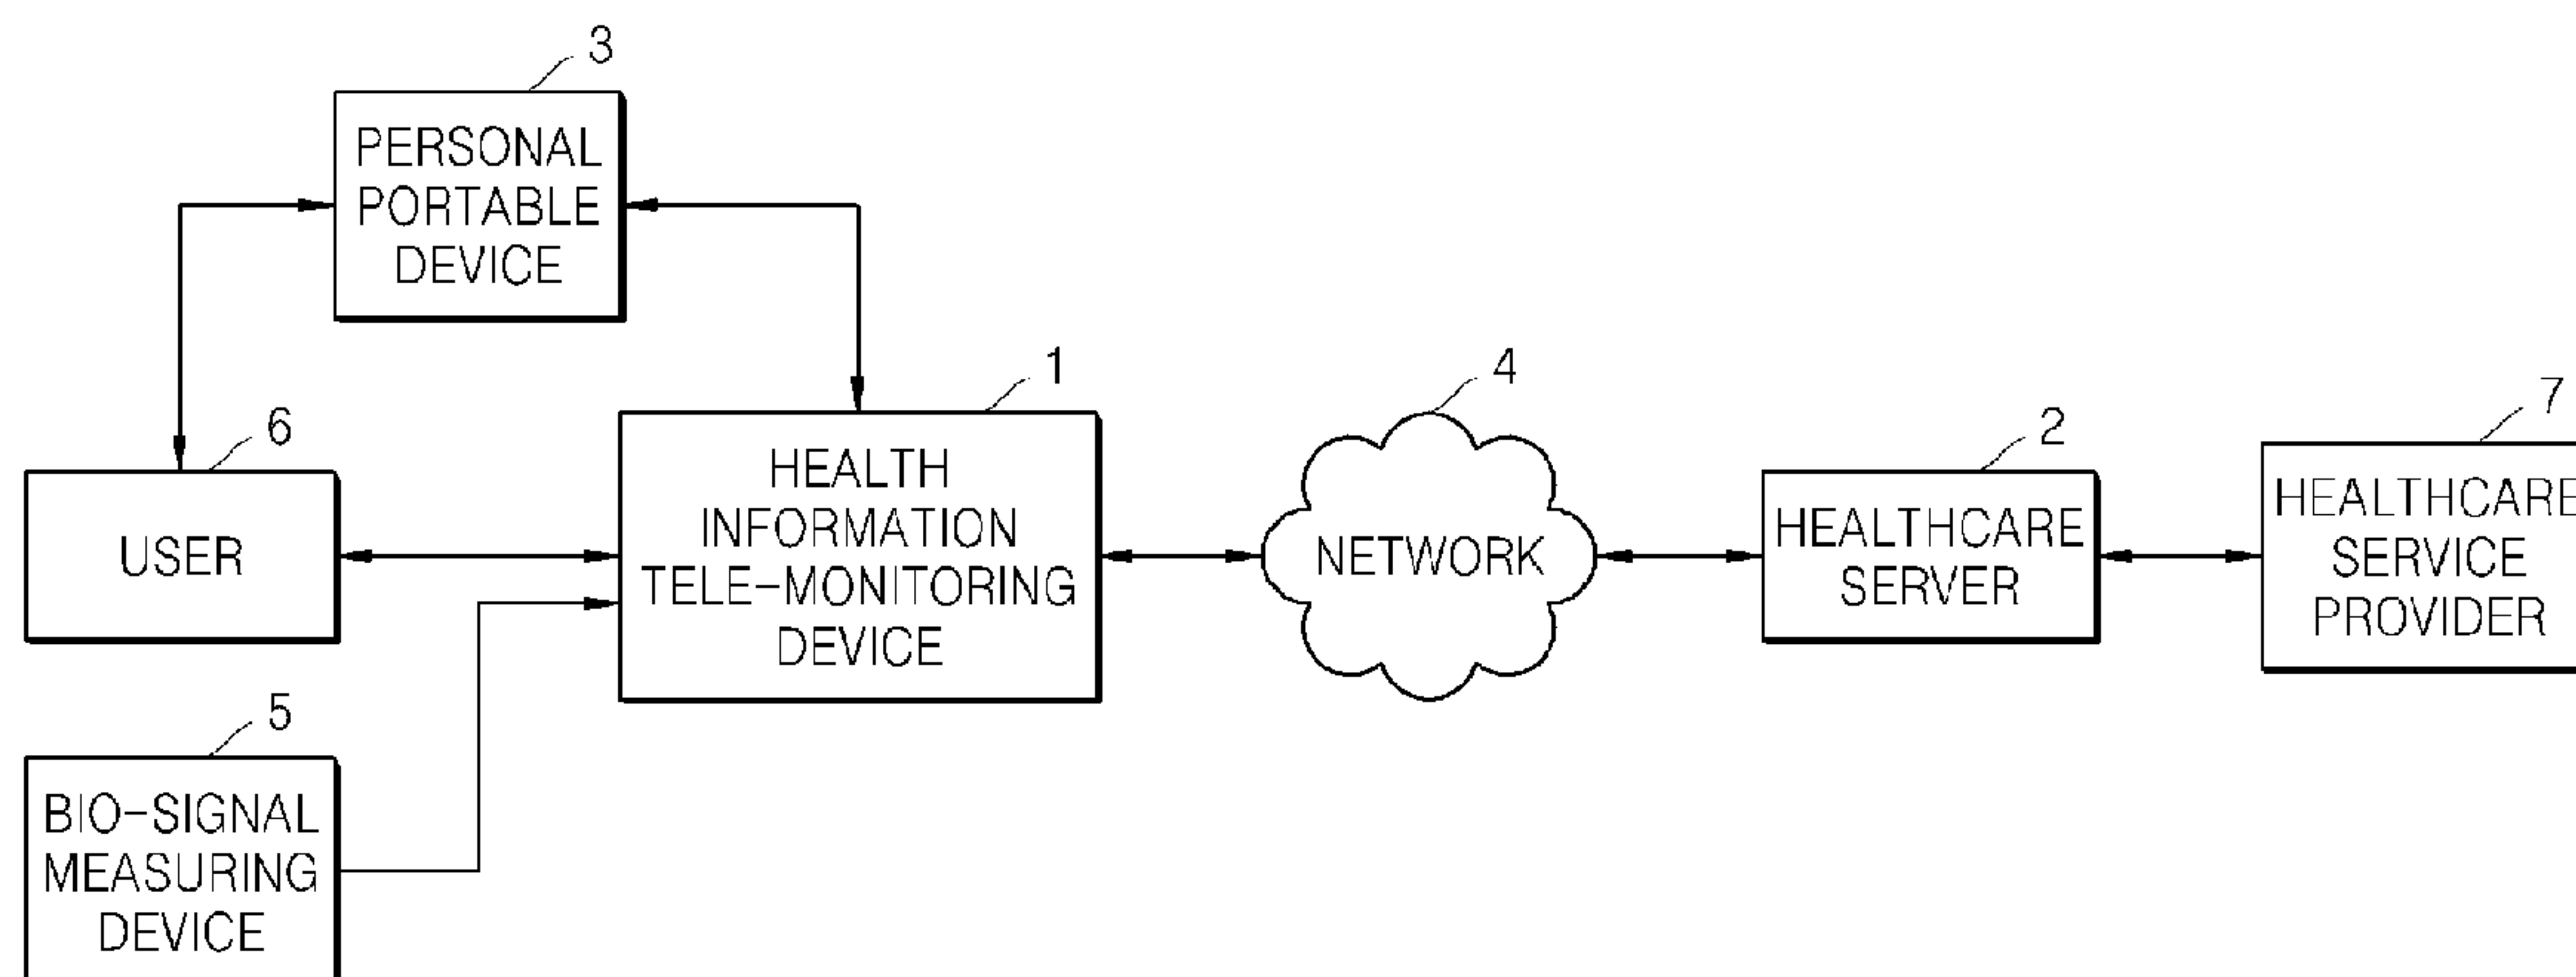 3
PERSONAL
PORTABLE
DEVICE
1
6
USER
HEALTH
INFORMATION
TELE-MONITORING
DEVICE
4
NETWORK
2
HEALTHCARE
SERVER
7
HEALTHCARE
SERVICE
PROVIDER
5
BIO-SIGNAL
MEASURING
DEVICE